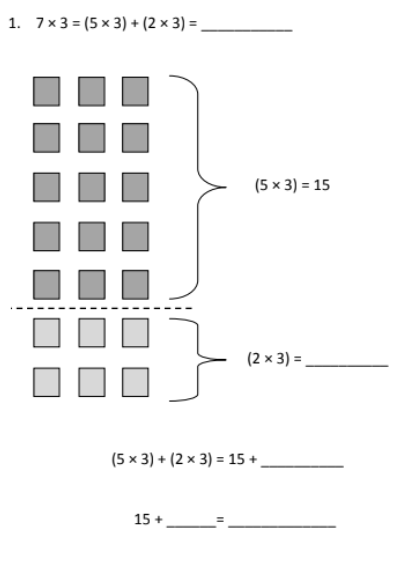 1. 7 × 3 = (5 × 3) + (2 × 3) = ____________
(5 × 3) = 15
(2 × 3) = ___________
(5 × 3) + (2 × 3) = 15 + ___________
15 + ______ = ______________